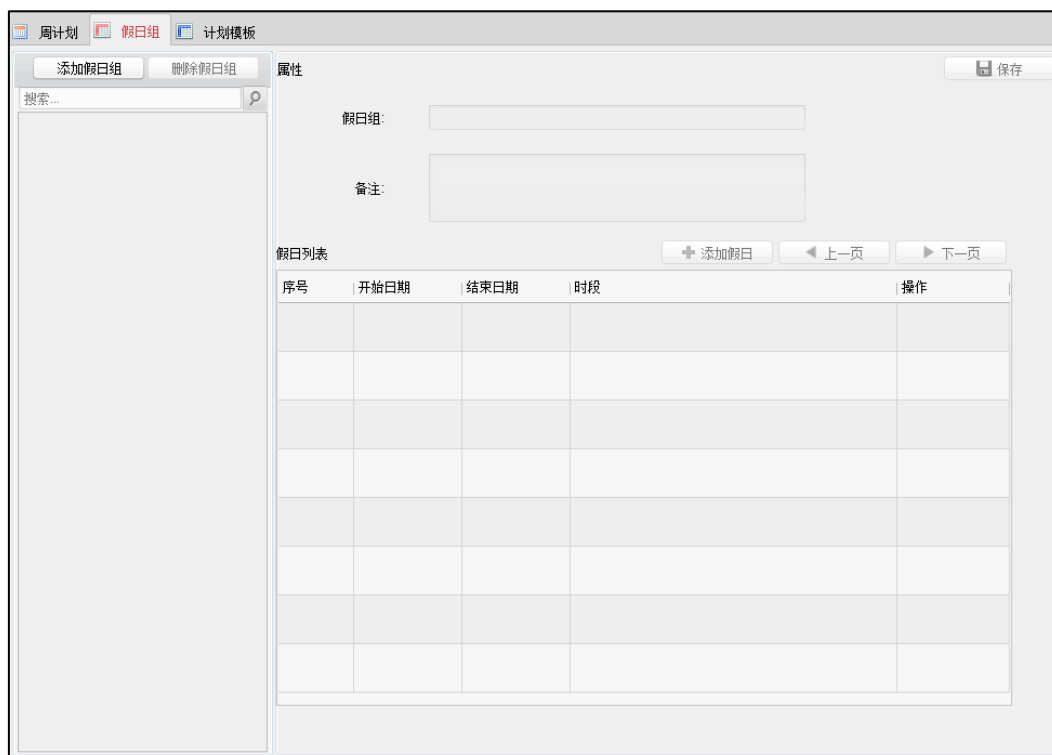 周计划 假日组 计划模板
添加假日组 删除假日组
搜索...
属性 保存
假日组:
备注:
假日列表 添加假日 上一页 下一页
序号 开始日期 结束日期 时段 操作